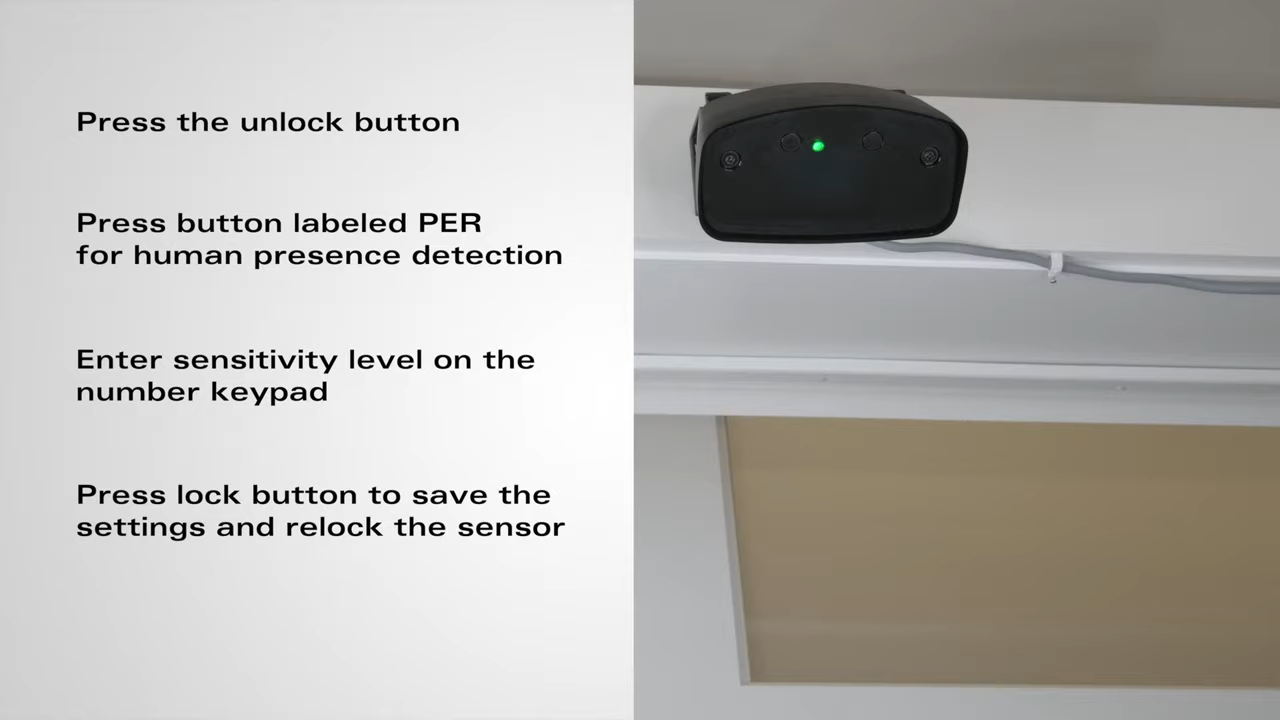 Press the unlock button
Press button labeled PER
for human presence detection
Enter sensitivity level on the
number keypad
Press lock button to save the
settings and relock the sensor